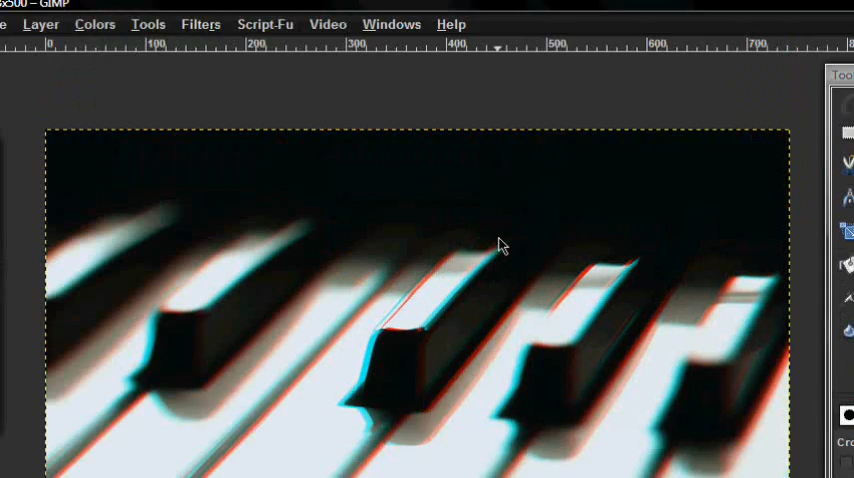 x500 – GIMP
e Layer Colors Tools Filters Script-Fu Video Windows Help
0 100 200 300 400 500 600 700 8
Too
Cro